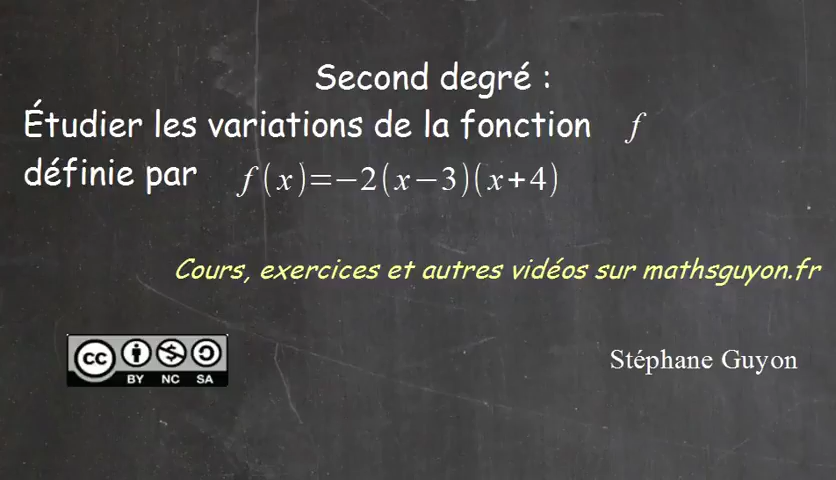 Second degré :
Étudier les variations de la fonction f
définie par f(x)=−2(x−3)(x+4)
Cours, exercices et autres vidéos sur mathsguyon.fr
cc BY NC SA
Stéphane Guyon